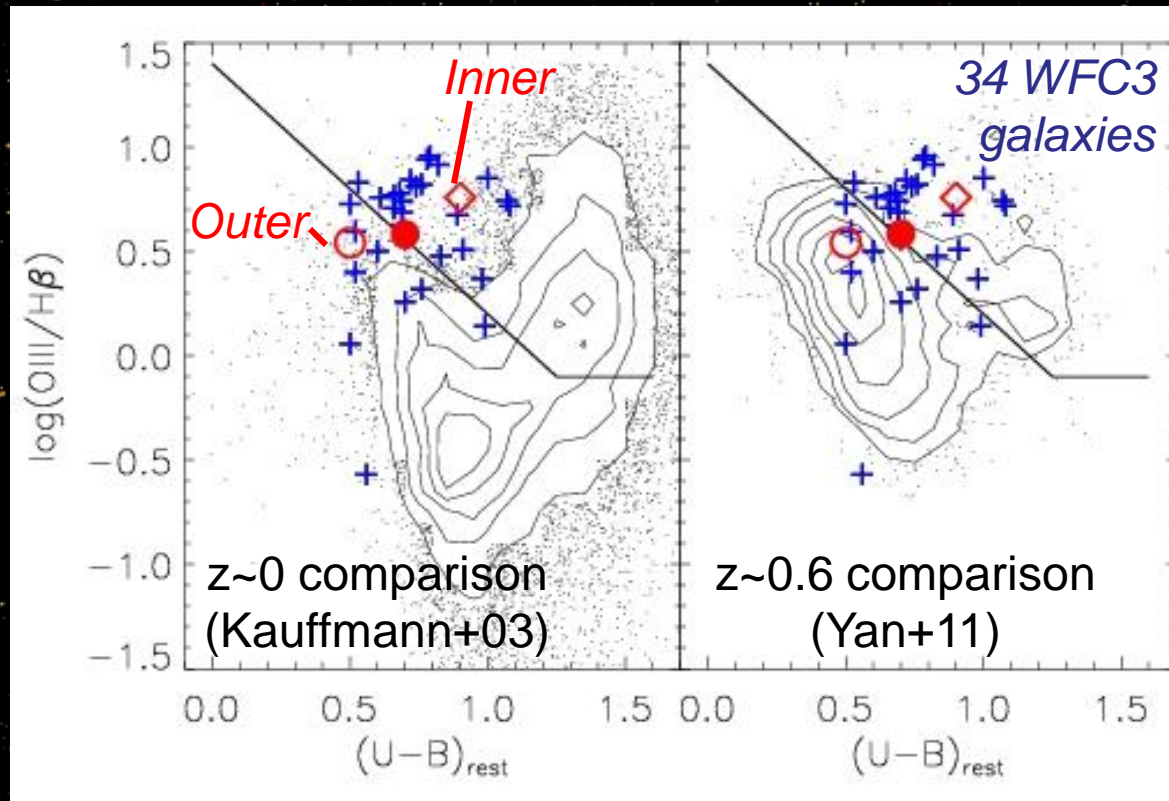 1.5
1.0
0.5
0.0
−0.5
−1.0
−1.5
log(OIII/Hβ)
Inner
Outer
z~0 comparison
(Kauffmann+03)
0.0 0.5 1.0 1.5
(U−B)rest
34 WFC3
galaxies
z~0.6 comparison
(Yan+11)
0.0 0.5 1.0 1.5
(U−B)rest